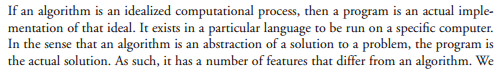 If an algorithm is an idealized computational process, then a program is an actual imple-
mentation of that ideal. It exists in a particular language to be run on a specific computer.
In the sense that an algorithm is an abstraction of a solution to a problem, the program is
the actual solution. As such, it has a number of features that differ from an algorithm. We